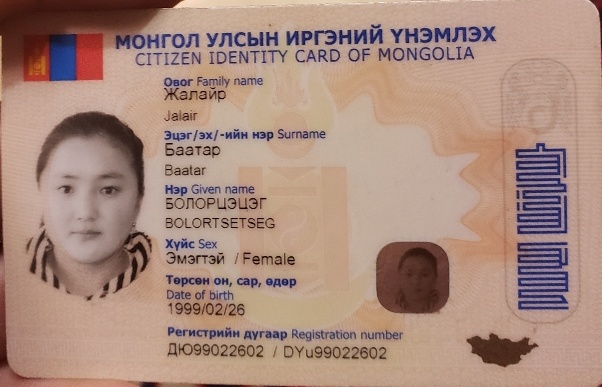 МОНГОЛ УЛСЫН ИРГЭНИЙ ҮНЭМЛЭХ
CITIZEN IDENTITY CARD OF MONGOLIA
Овог Family name
Жалайр
Jalair
Эцэг/эх/-ийн нэр Surname
Баатар
Baatar
Нэр Given name
БОЛОРЦЭЦЭГ
BOLORTSETSEG
Хүйс Sex
Эмэгтэй / Female
Төрсөн он, сар, өдөр
Date of birth
1999/02/26
Регистрийн дугаар Registration number
ДЮ99022602 / DYu99022602